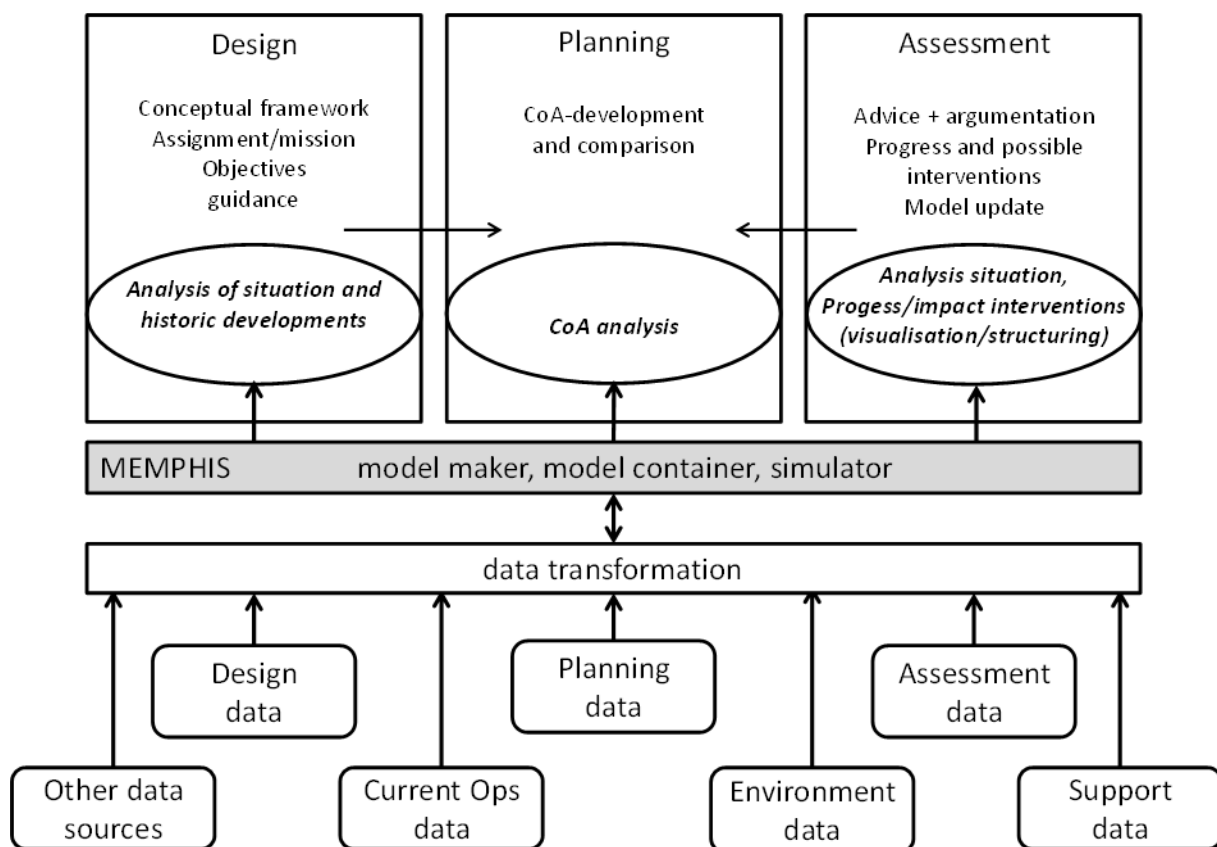 Design
Conceptual framework
Assignment/mission
Objectives
guidance
Analysis of situation and
historic developments
Planning
CoA-development
and comparison
CoA analysis
Assessment
Advice + argumentation
Progress and possible
interventions
Model update
Analysis situation,
Progess/impact interventions
(visualisation/structuring)
MEMPHIS model maker, model container, simulator
data transformation
Design
data
Planning
data
Assessment
data
Other data
sources
Current Ops
data
Environment
data
Support
data